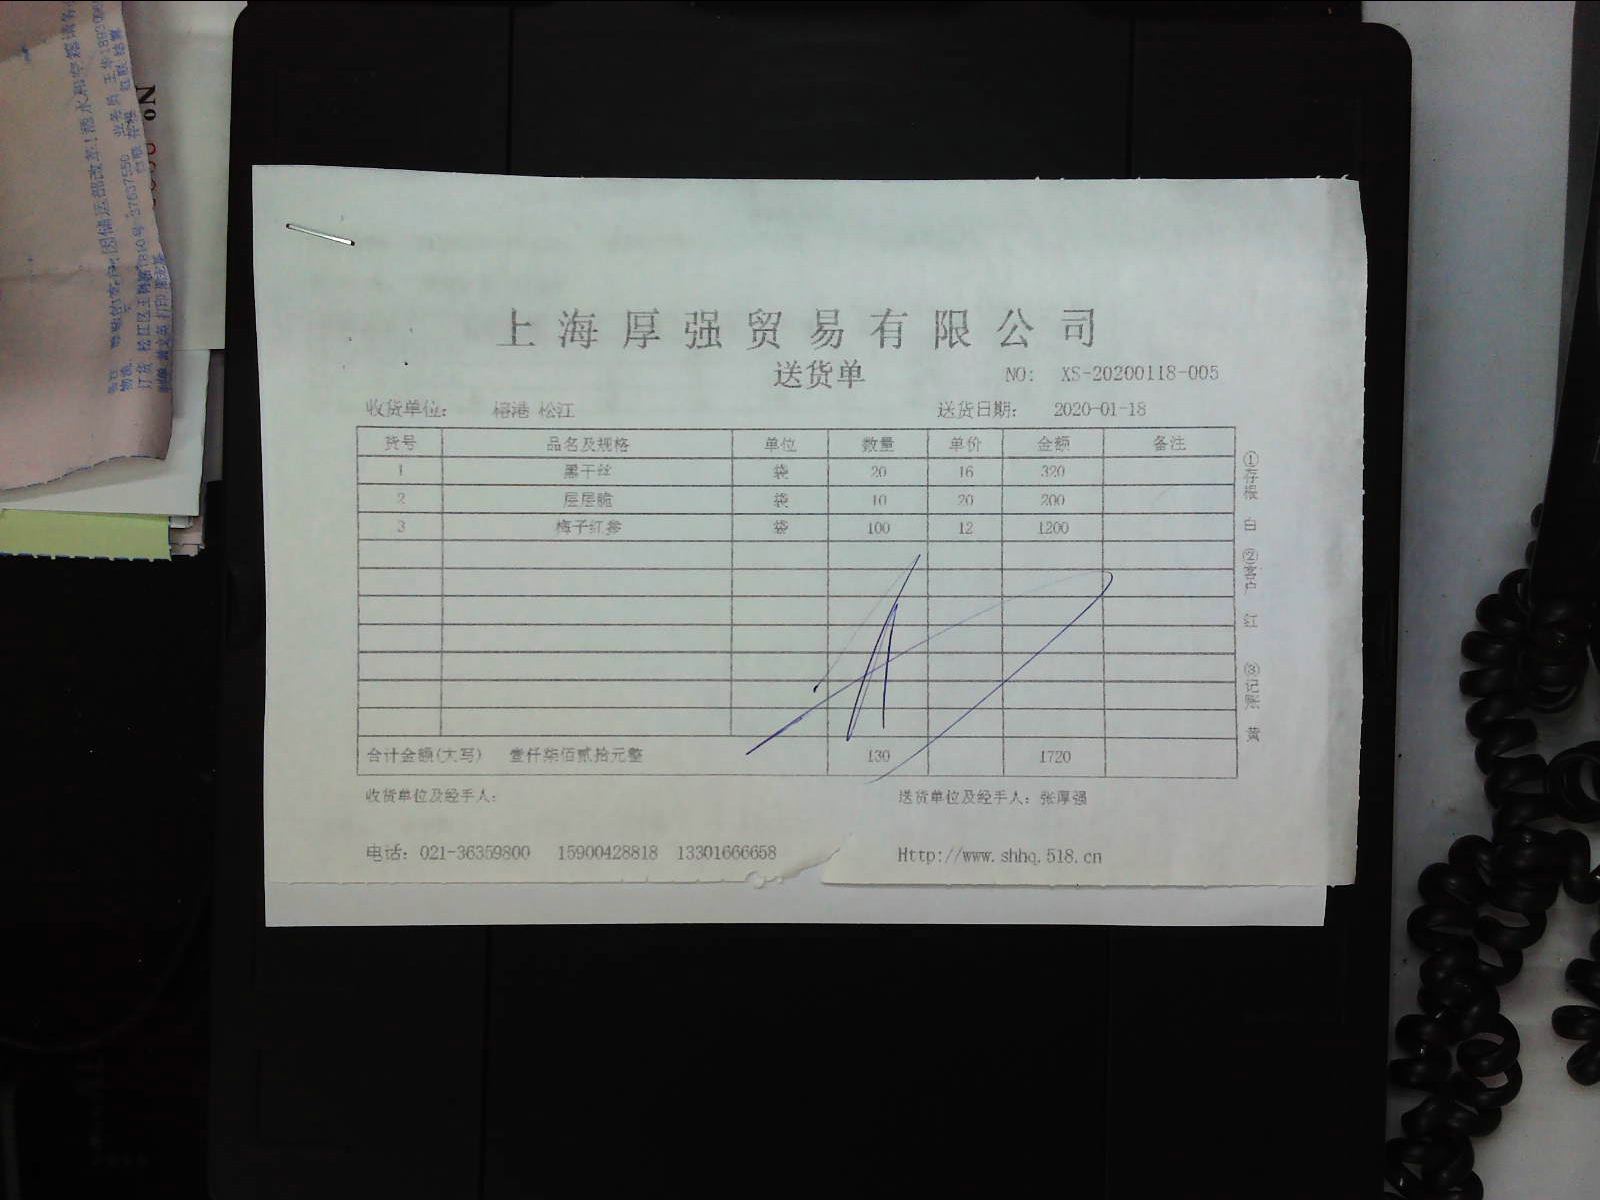 上海厚强贸易有限公司
送货单
NO: XS-20200118-005
收货单位: 榕港 松江 送货日期: 2020-01-18
货号 品名及规格 单位 数量 单价 金额 备注
1 黑干丝 袋 20 16 320
2 层层脆 袋 10 20 200
3 梅子红参 袋 100 12 1200
合计金额(大写) 壹仟柒佰贰拾元整 130 1720
收货单位及经手人: 送货单位及经手人: 张厚强
电话: 021-36359800 15900428818 13301666658 Http://www.shhq.518.cn
①存根 白 ②客户 红 ③记账 黄
№